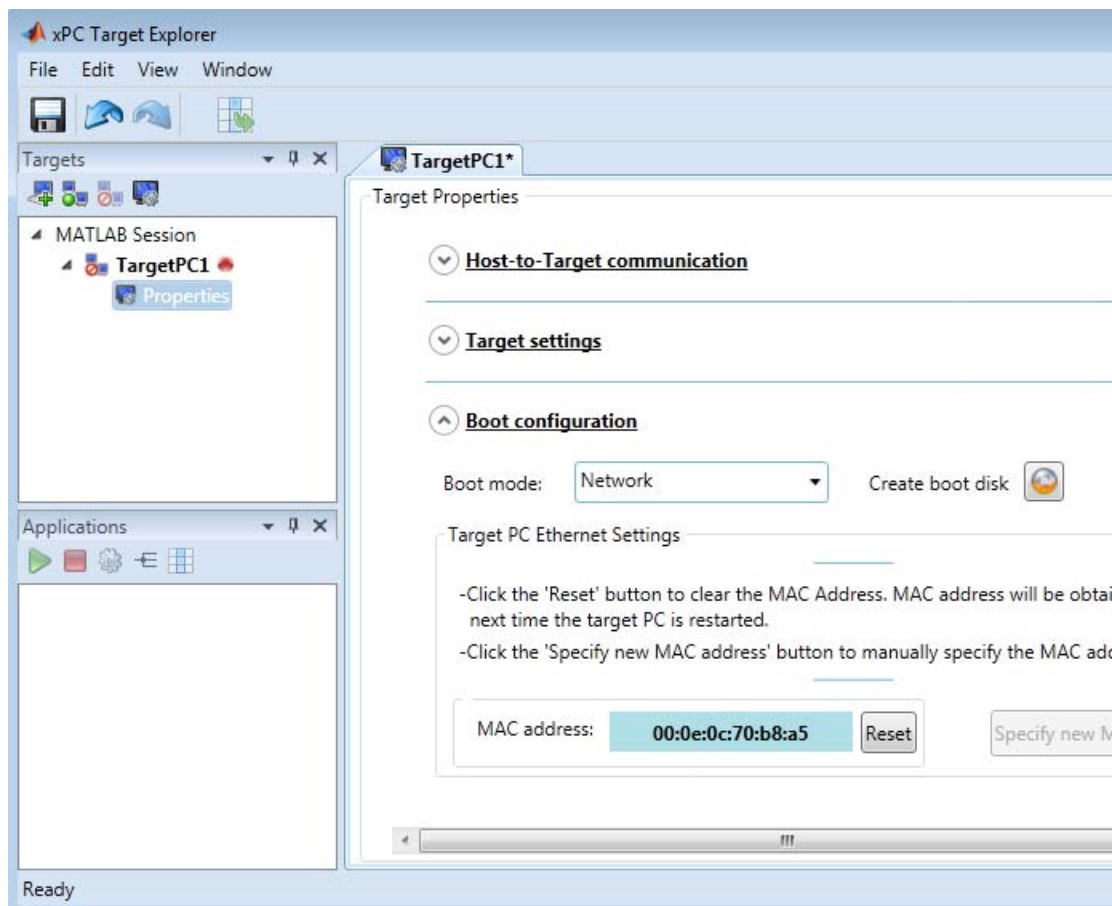 xPC Target Explorer
File Edit View Window
Targets
MATLAB Session
TargetPC1
Properties
Applications
Ready
TargetPC1*
Target Properties
Host-to-Target communication
Target settings
Boot configuration
Boot mode: Network Create boot disk
Target PC Ethernet Settings
-Click the 'Reset' button to clear the MAC Address. MAC address will be obtai
next time the target PC is restarted.
-Click the 'Specify new MAC address' button to manually specify the MAC add
MAC address: 00:0e:0c:70:b8:a5 Reset Specify new M